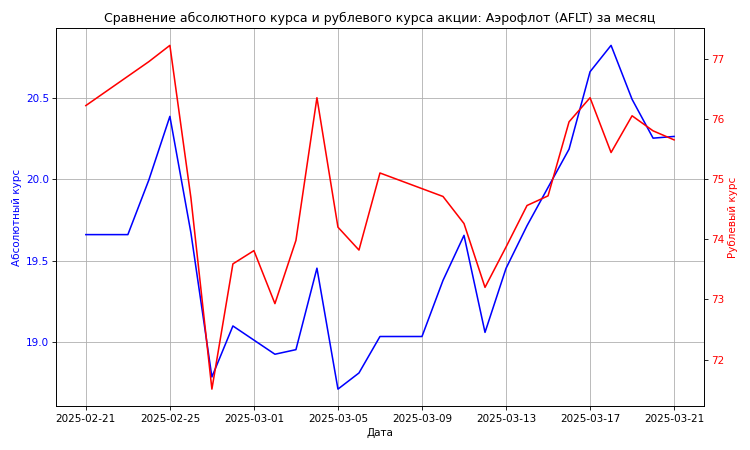 Сравнение абсолютного курса и рублевого курса акции: Аэрофлот (AFLT) за месяц
Абсолютный курс
20.5
20.0
19.5
19.0
77
76
75
74
73
72
Рублевый курс
2025-02-21 2025-02-25 2025-03-01 2025-03-05 2025-03-09 2025-03-13 2025-03-17 2025-03-21
Дата